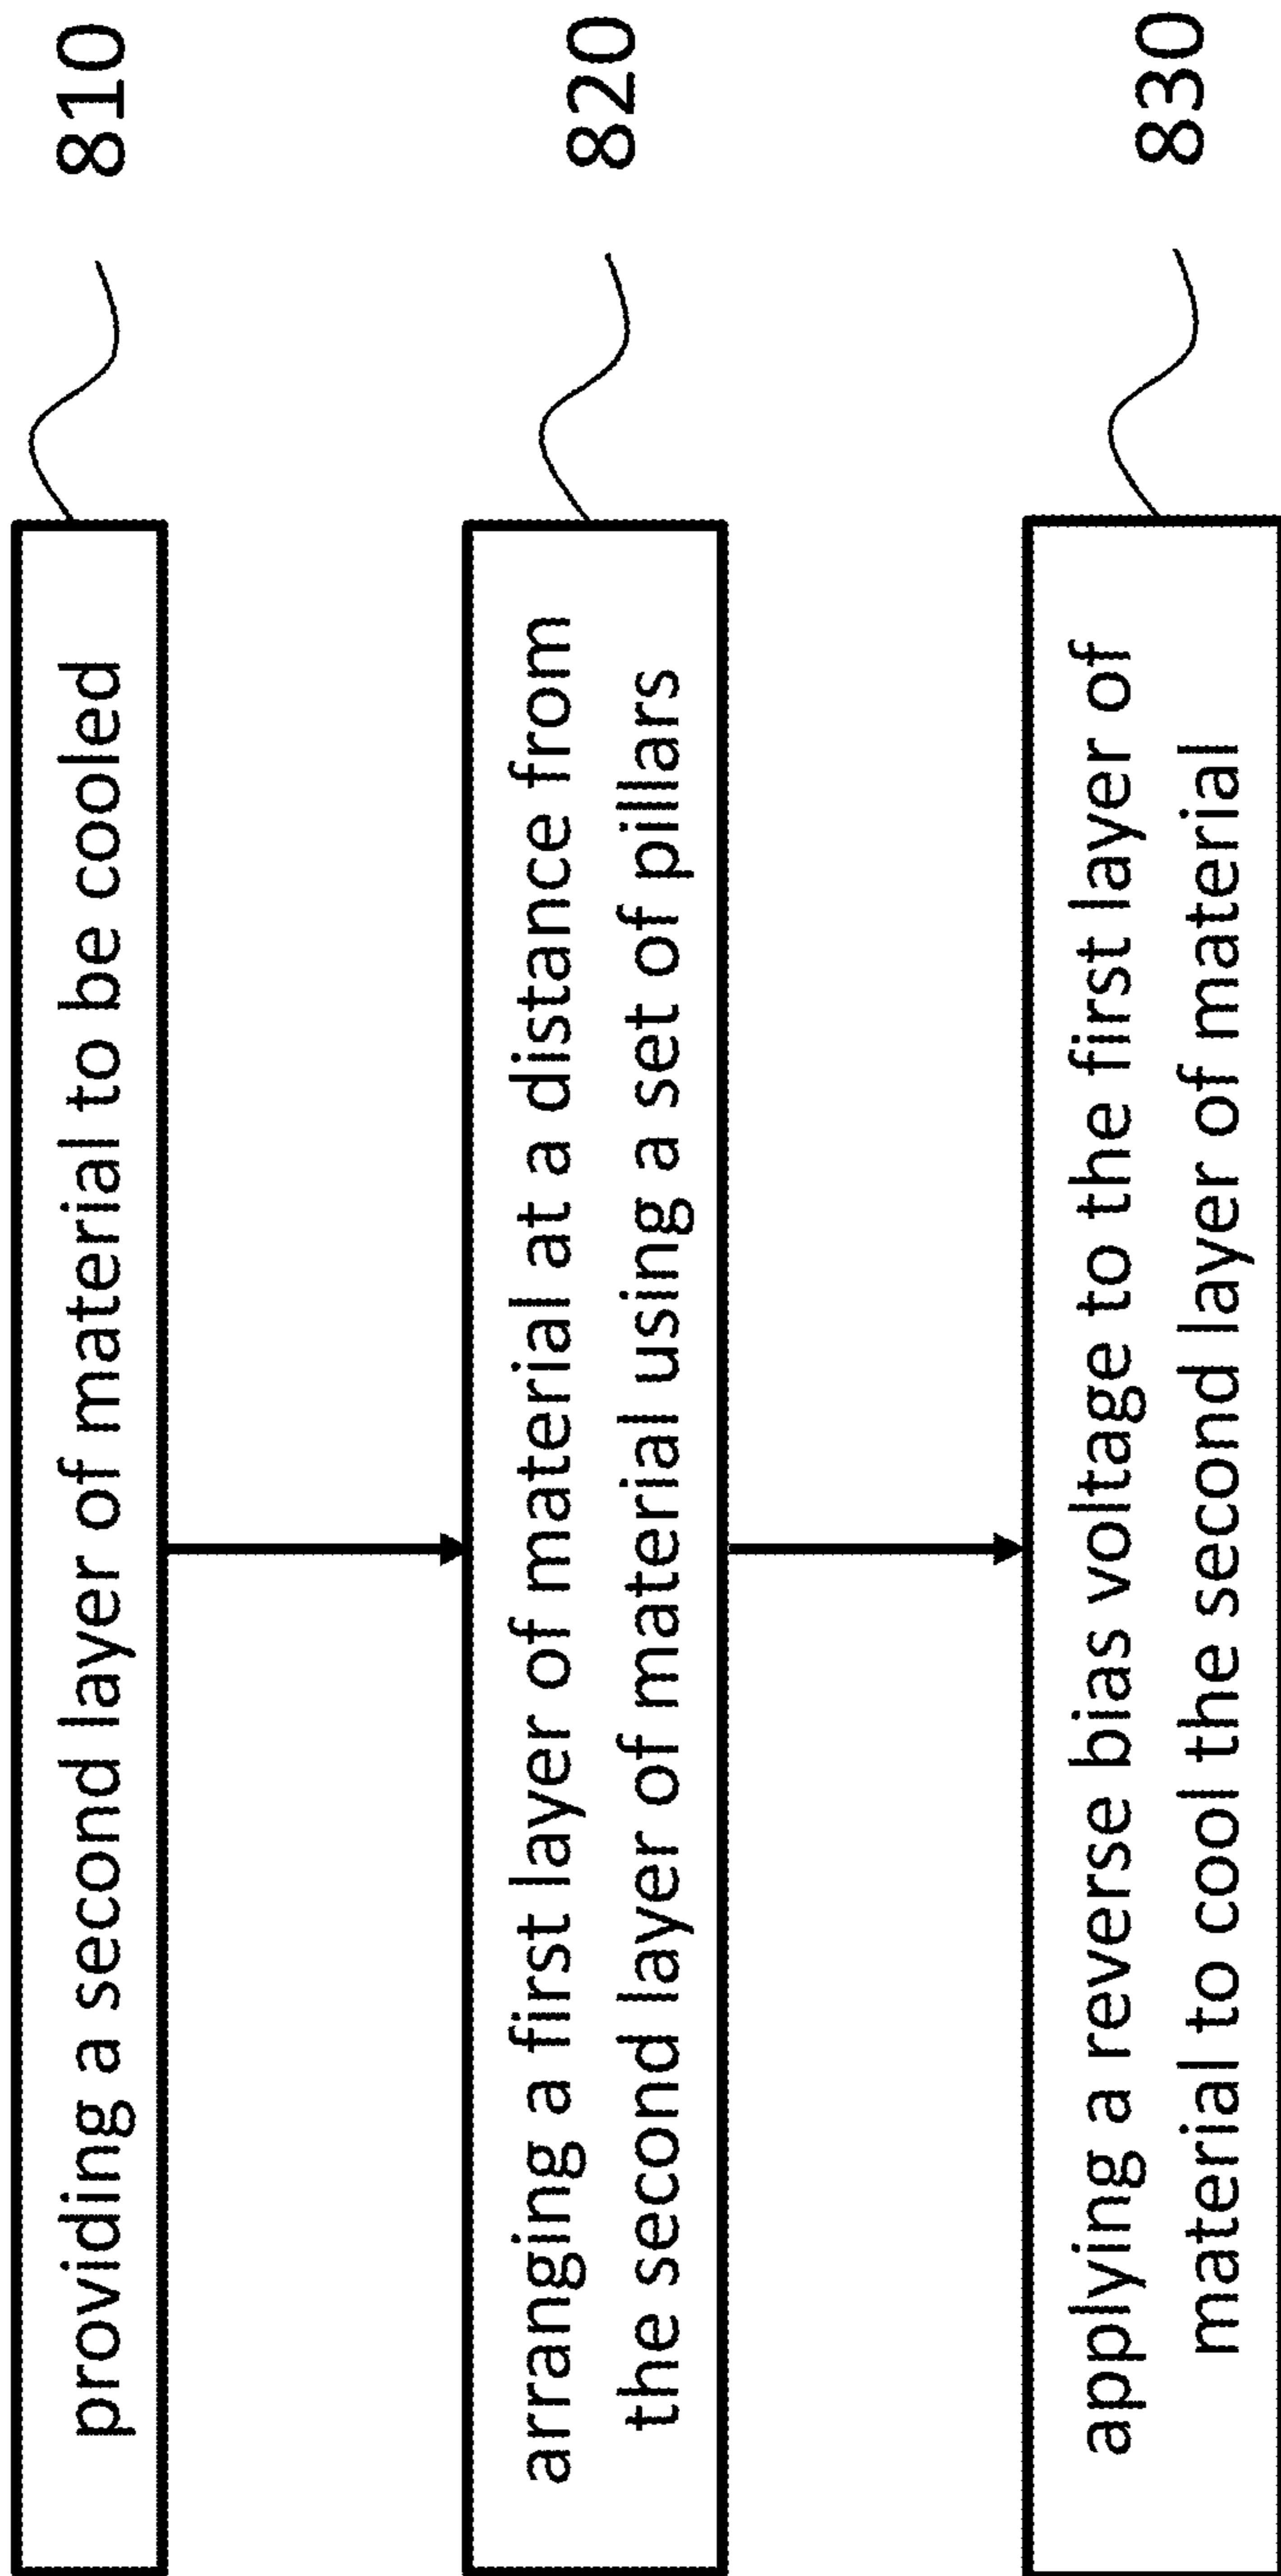 providing a second layer of material to be cooled
810
arranging a first layer of material at a distance from
the second layer of material using a set of pillars
820
applying a reverse bias voltage to the first layer of
material to cool the second layer of material
830